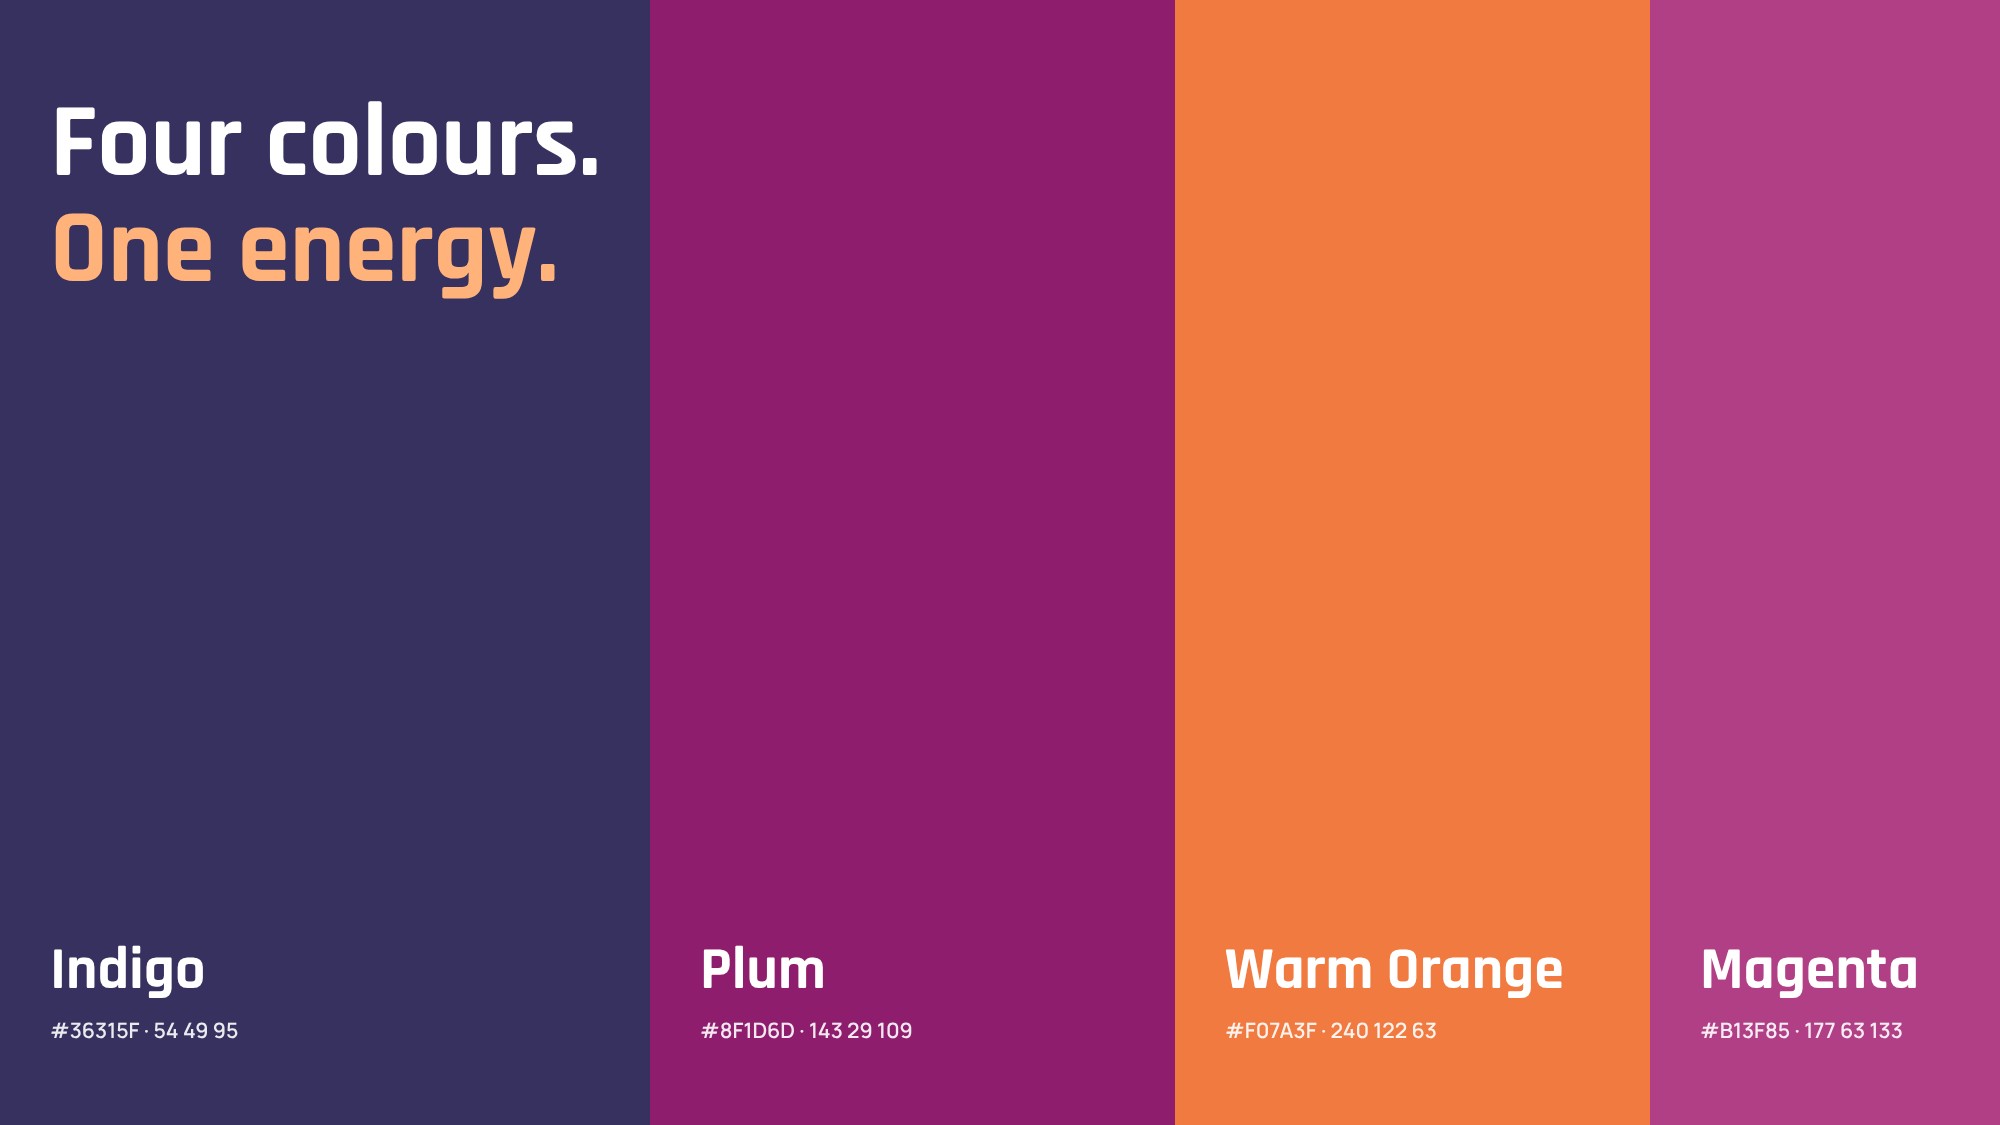 Four colours.
One energy.
Indigo
#36315F · 54 49 95
Plum
#8F1D6D · 143 29 109
Warm Orange
#F07A3F · 240 122 63
Magenta
#B13F85 · 177 63 133